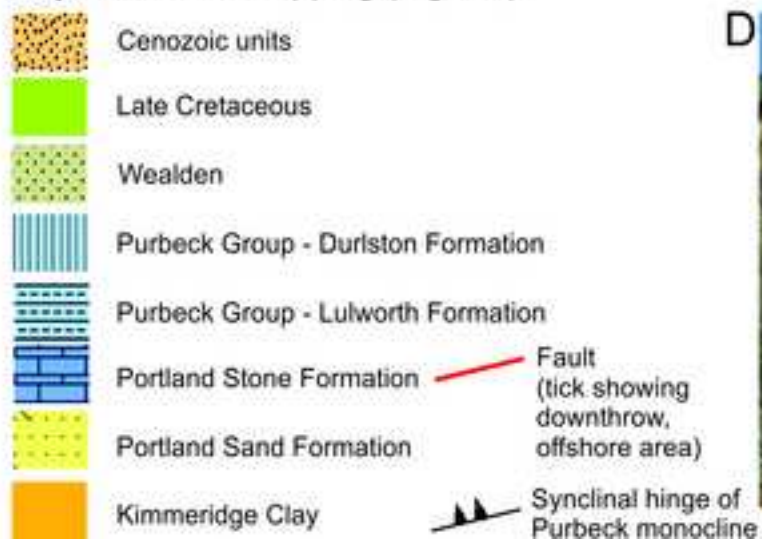 Cenozoic units
D
Late Cretaceous
Wealden
Purbeck Group - Durlston Formation
Purbeck Group - Lulworth Formation
Portland Stone Formation
Fault
(tick showing
downthrow,
offshore area)
Portland Sand Formation
Kimmeridge Clay
Synclinal hinge of
Purbeck monocline